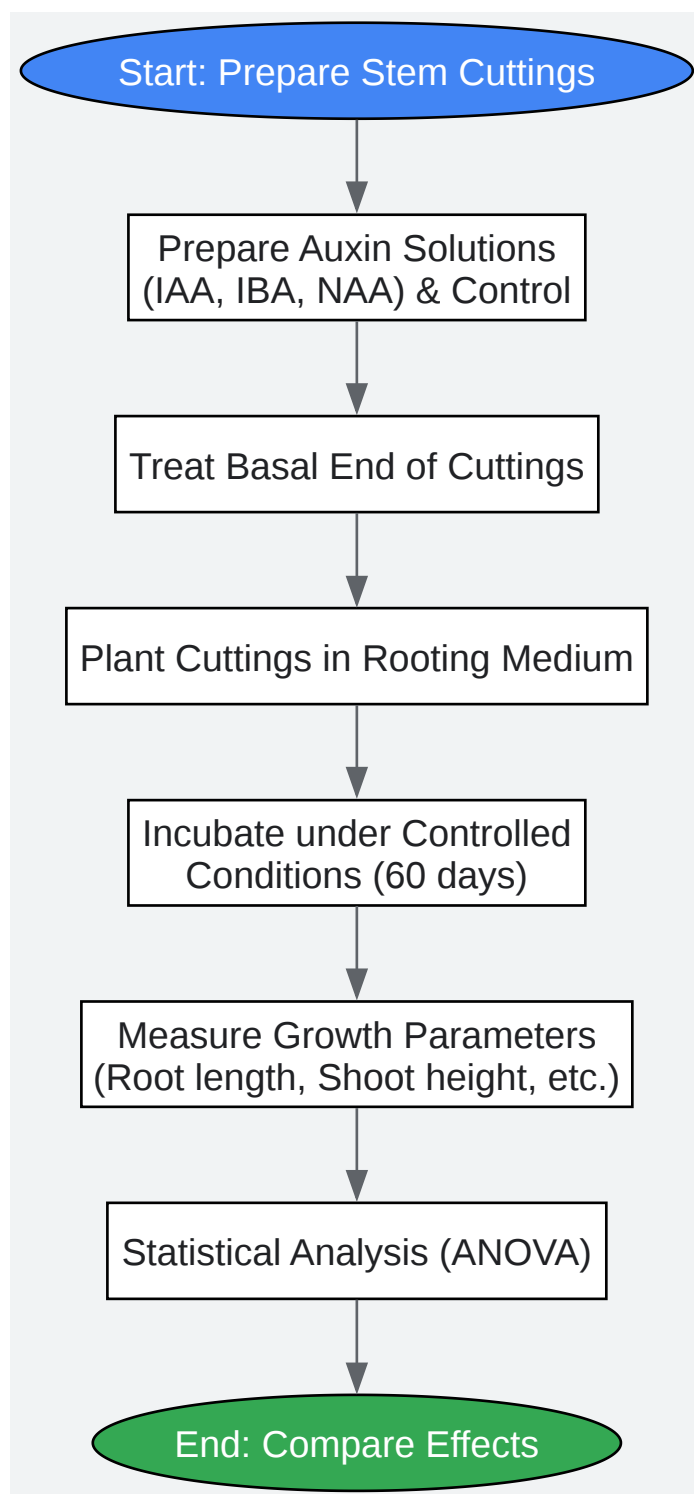 Start: Prepare Stem Cuttings
Prepare Auxin Solutions
(IAA, IBA, NAA) & Control
Treat Basal End of Cuttings
Plant Cuttings in Rooting Medium
Incubate under Controlled
Conditions (60 days)
Measure Growth Parameters
(Root length, Shoot height, etc.)
Statistical Analysis (ANOVA)
End: Compare Effects